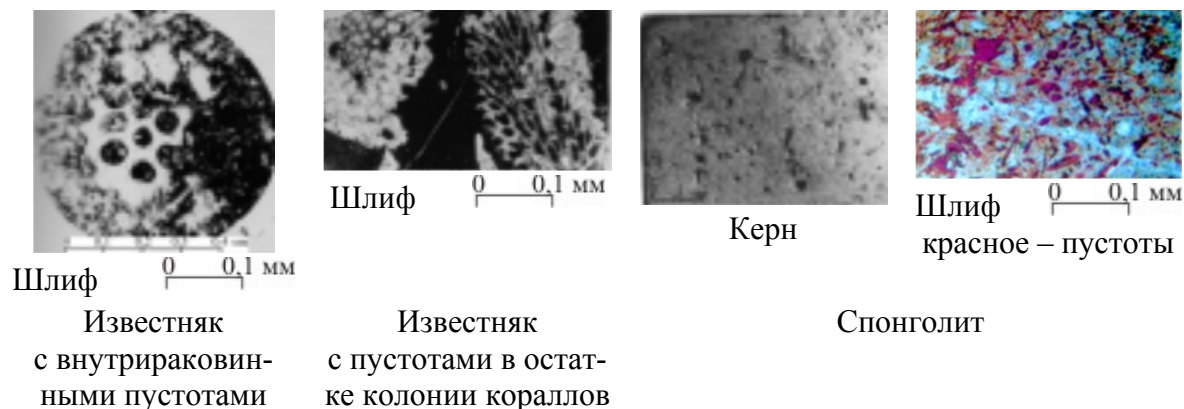 Шлиф
0 0,1 мм
Известняк
с внутрираковин-
ными пустотами
Шлиф
0 0,1 мм
Известняк
с пустотами в остат-
ке колонии кораллов
Керн
Шлиф
0 0,1 мм
красное – пустоты
Спонголит